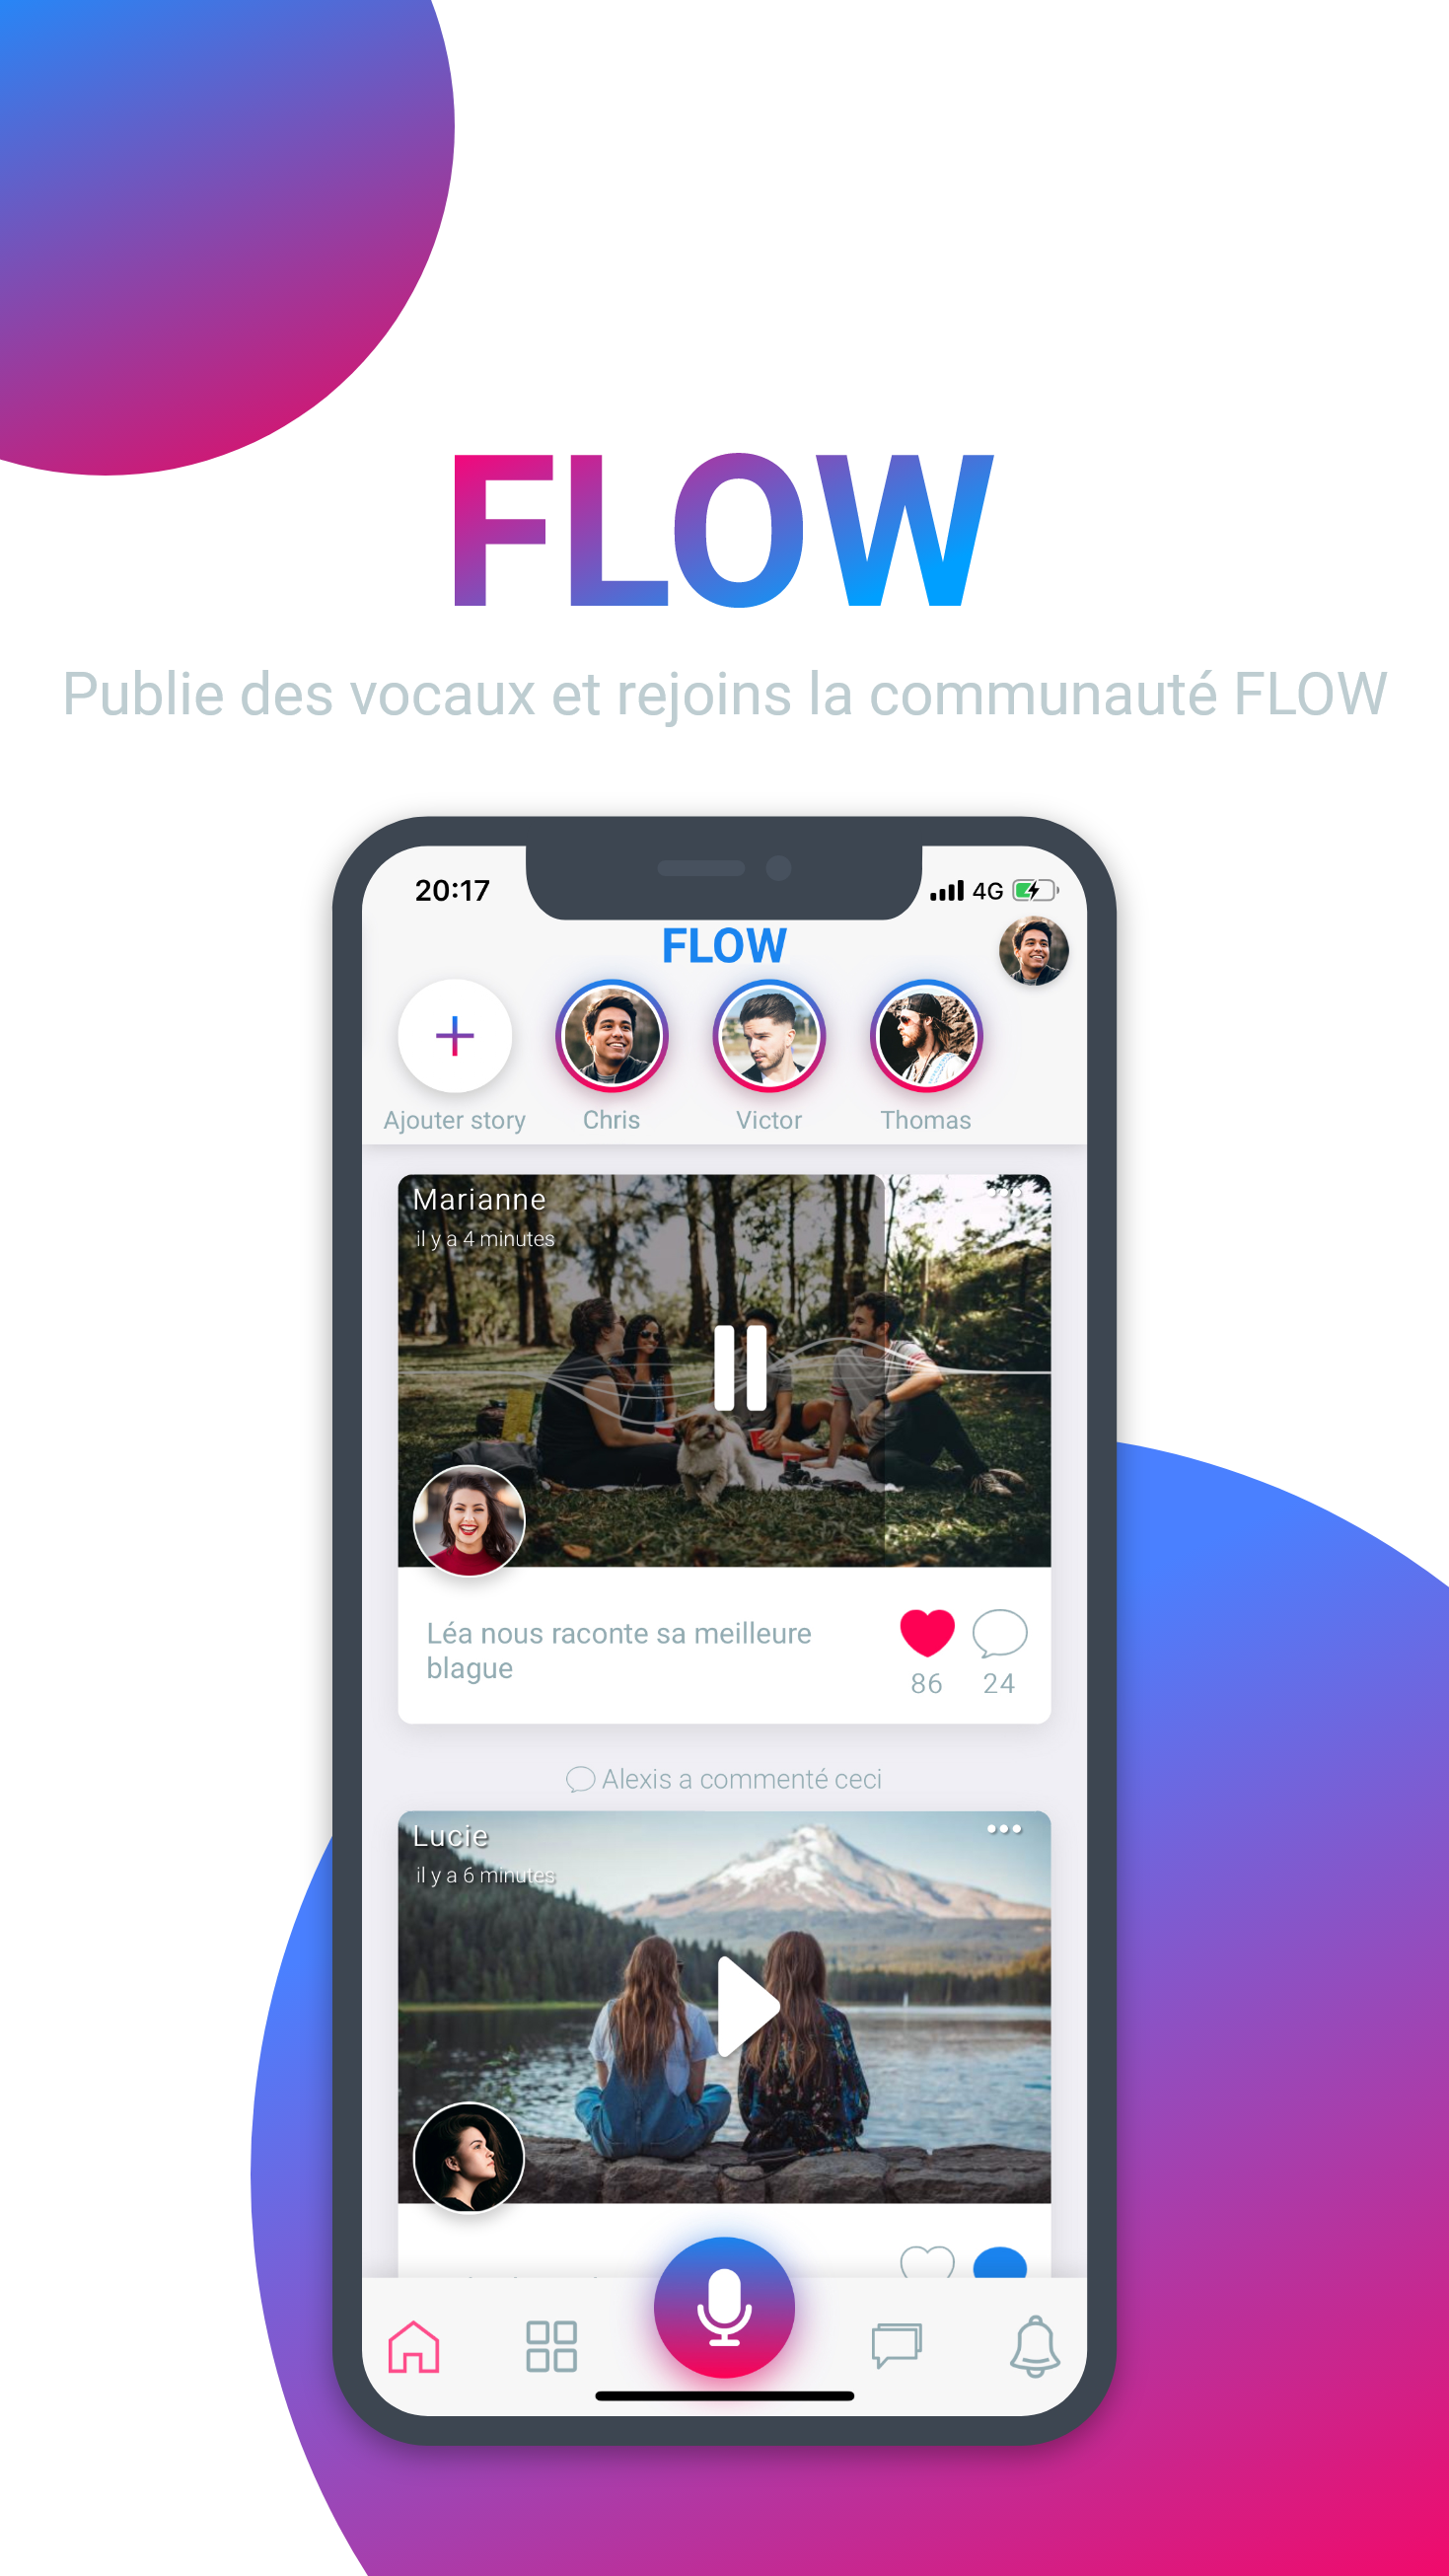 FLOW
Publie des vocaux et rejoins la communauté FLOW
20:17
4G
FLOW
Ajouter story
Chris
Victor
Thomas
Marianne
il y a 4 minutes
Léa nous raconte sa meilleure
blague
86
24
Alexis a commenté ceci
Lucie
il y a 6 minutes